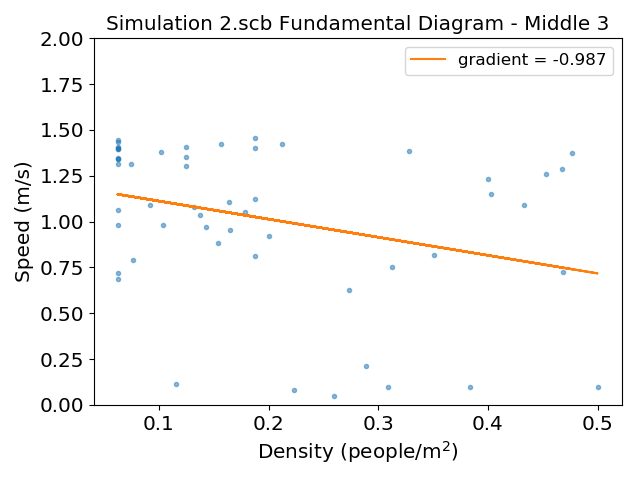 Simulation 2.scb Fundamental Diagram - Middle 3
2.00
gradient = -0.987
1.75
1.50
1.25
1.00
0.75
0.50
0.25
0.00
Speed (m/s)
0.1 0.2 0.3 0.4 0.5
Density (people/m²)